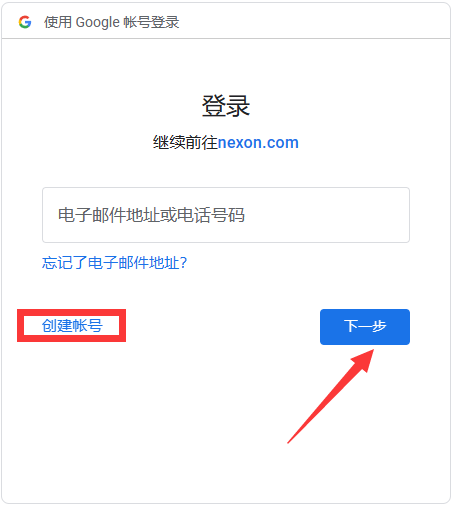 使用 Google 帐号登录
登录
继续前往nexon.com
电子邮件地址或电话号码
忘记了电子邮件地址?
创建帐号
下一步